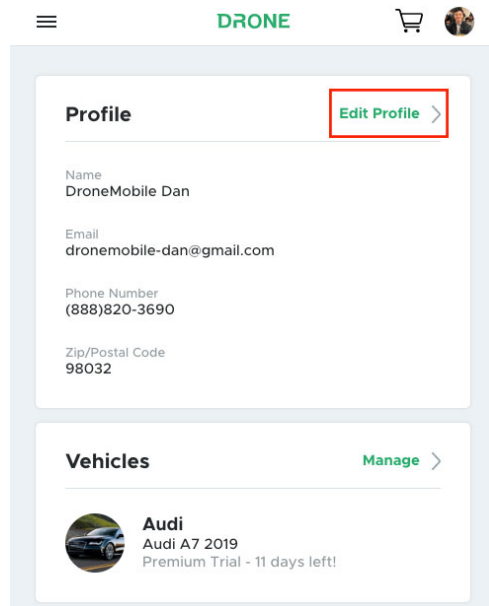 DRONE
Profile
Edit Profile
Name
DroneMobile Dan
Email
dronemobile-dan@gmail.com
Phone Number
(888)820-3690
Zip/Postal Code
98032
Vehicles
Manage
Audi
Audi A7 2019
Premium Trial - 11 days left!